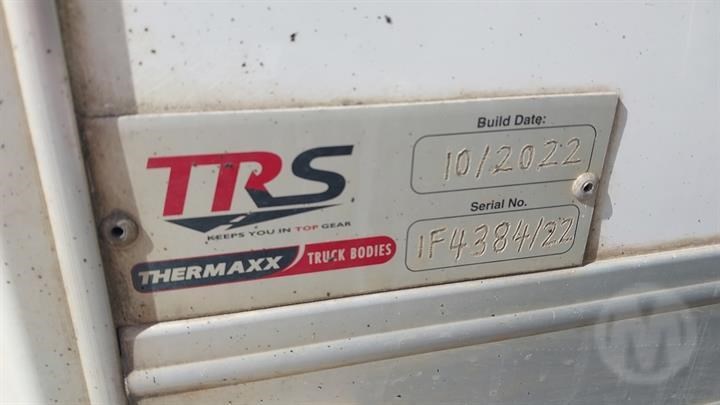 TRS
KEEPS YOU IN TOP GEAR
THERMAXX TRUCK BODIES
Build Date:
10/2022
Serial No.
1F4384/22
M